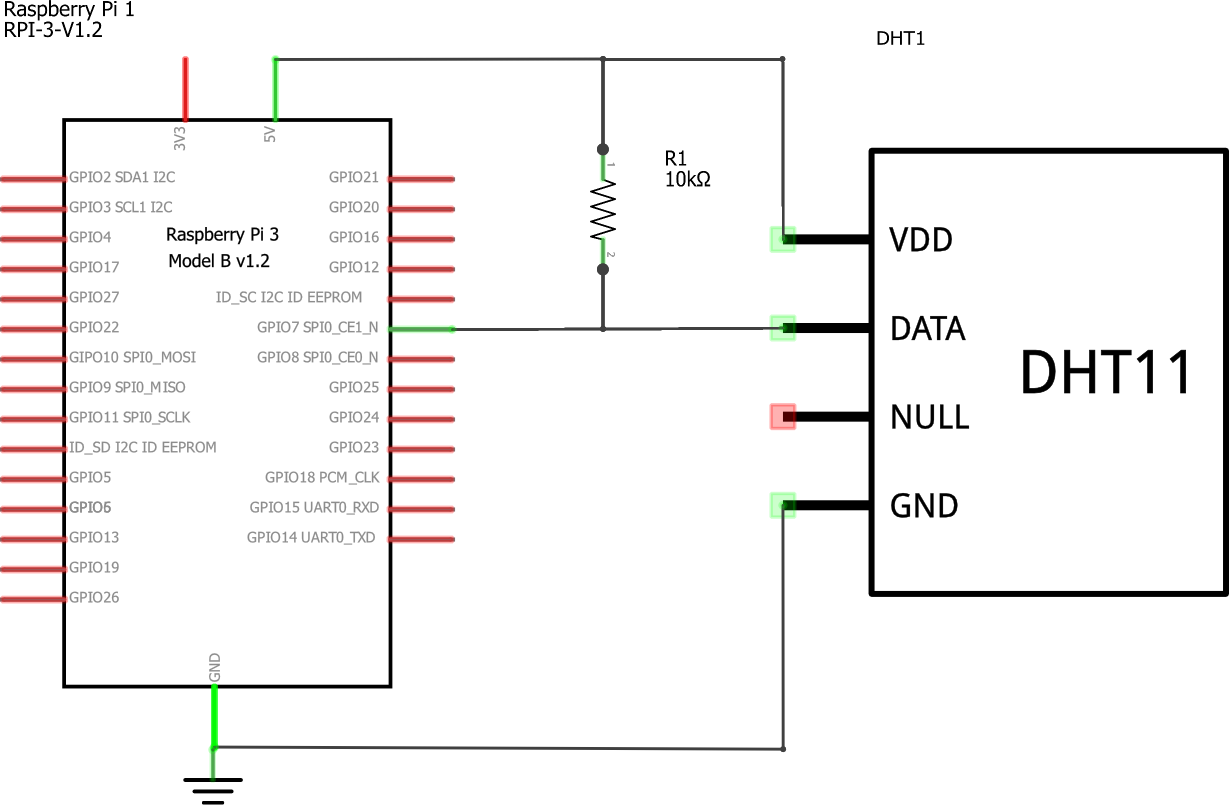 Raspberry Pi 1
RPI-3-V1.2
DHT1
3V3
5V
GPIO2 SDA1 I2C
GPIO21
GPIO3 SCL1 I2C
GPIO20
GPIO4
Raspberry Pi 3
GPIO16
Model B v1.2
GPIO17
GPIO12
GPIO27
ID_SC I2C ID EEPROM
GPIO22
GPIO7 SPI0_CE1_N
GIPO10 SPI0_MOSI
GPIO8 SPI0_CE0_N
GPIO9 SPI0_MISO
GPIO25
GPIO11 SPI0_SCLK
GPIO24
ID_SD I2C ID EEPROM
GPIO23
GPIO5
GPIO18 PCM_CLK
GPIO6
GPIO15 UART0_RXD
GPIO13
GPIO14 UART0_TXD
GPIO19
GPIO26
GND
1
R1
10kΩ
2
VDD
DATA
DHT11
NULL
GND